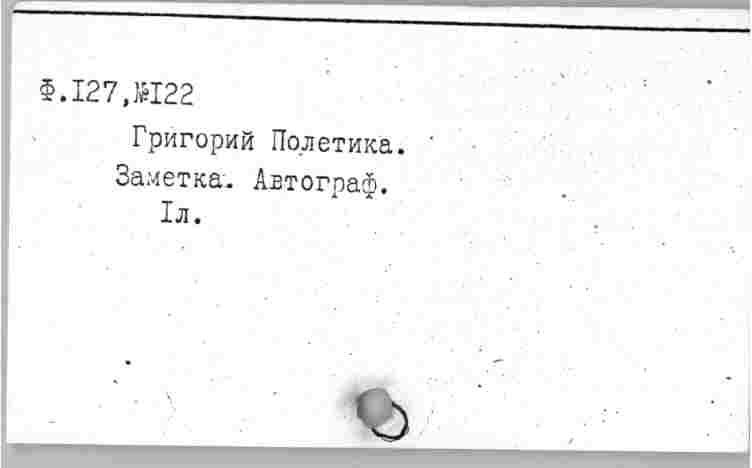 Ф.I27,№I22
Григорий Полетика.
Заметка. Автограф.
Iл.